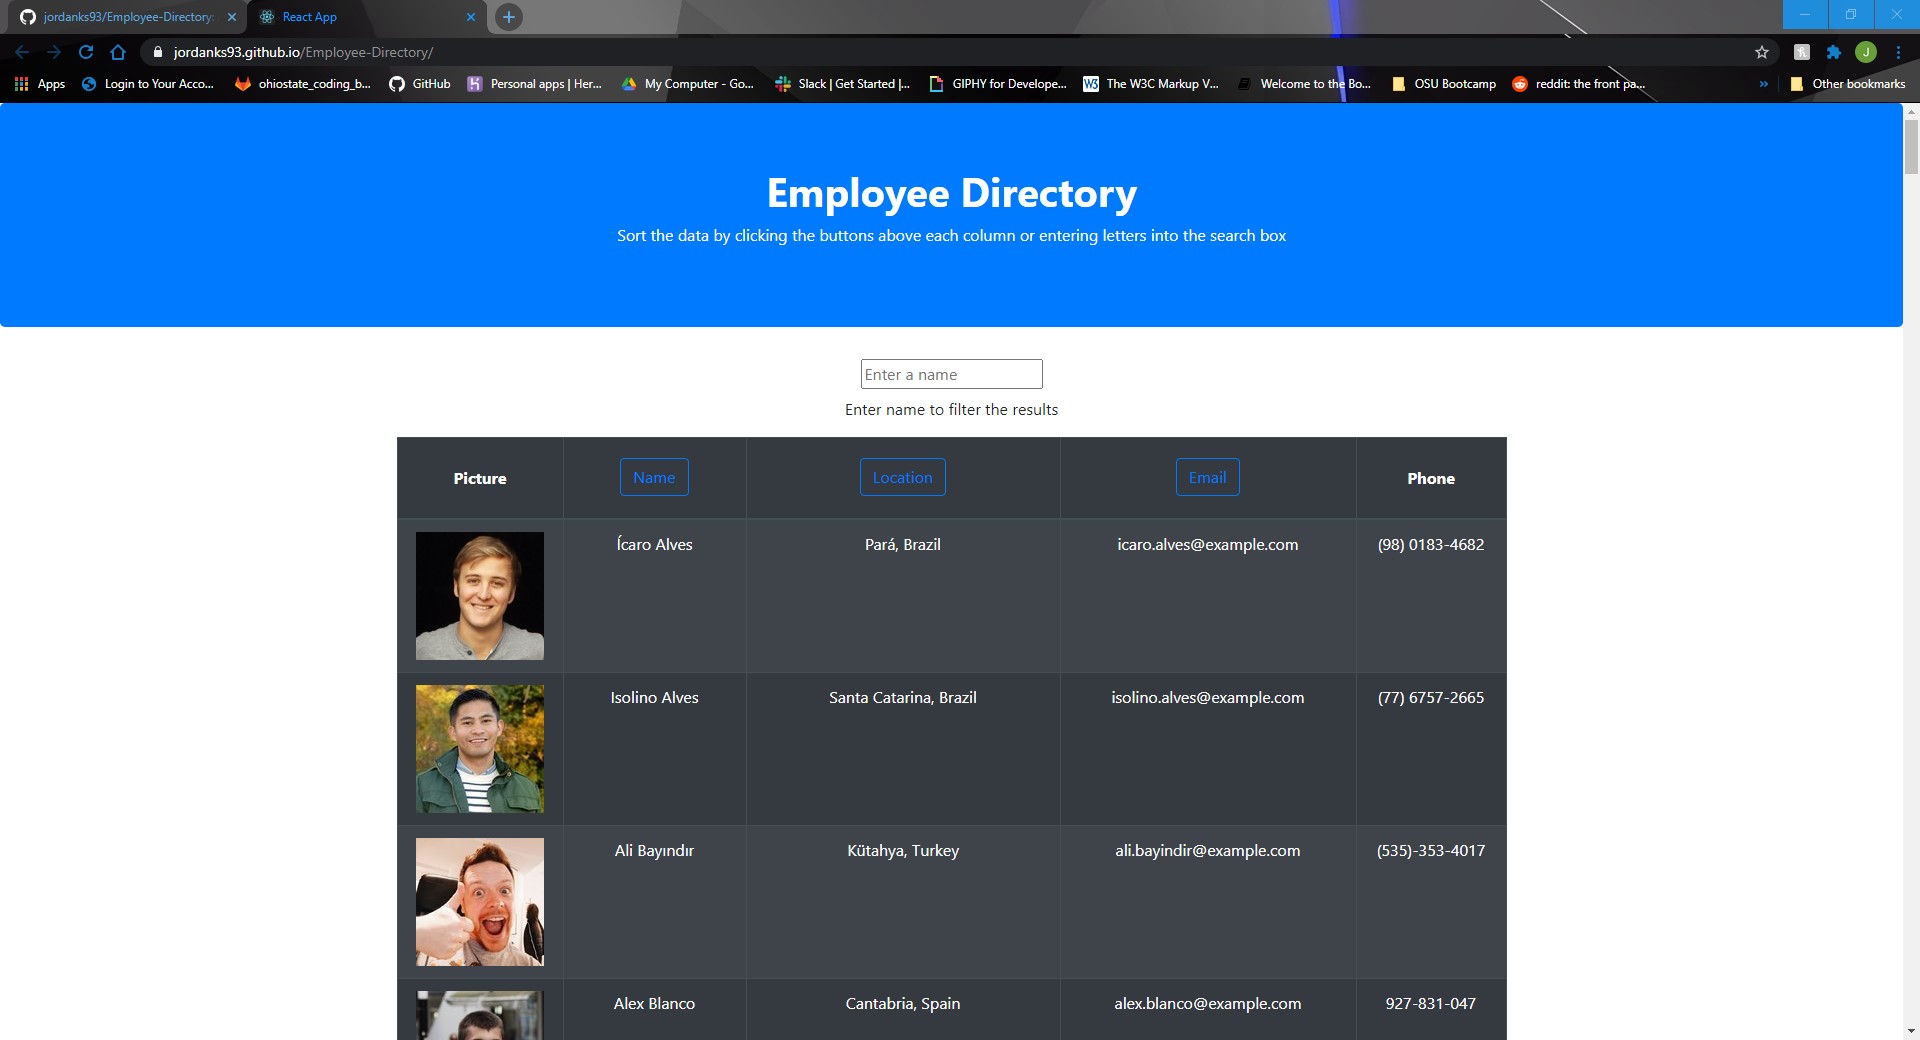 jordanks93/Employee-Directory:
React App
jordanks93.github.io/Employee-Directory/
J
Apps
Login to Your Acco...
ohiostate_coding_b...
GitHub
Personal apps | Her...
My Computer - Go...
Slack | Get Started |...
GIPHY for Develope...
The W3C Markup V...
Welcome to the Bo...
OSU Bootcamp
reddit: the front pa...
»
Other bookmarks
Employee Directory
Sort the data by clicking the buttons above each column or entering letters into the search box
Enter a name
Enter name to filter the results
Picture Name Location Email Phone
Ícaro Alves Pará, Brazil icaro.alves@example.com (98) 0183-4682
Isolino Alves Santa Catarina, Brazil isolino.alves@example.com (77) 6757-2665
Ali Bayındır Kütahya, Turkey ali.bayindir@example.com (535)-353-4017
Alex Blanco Cantabria, Spain alex.blanco@example.com 927-831-047